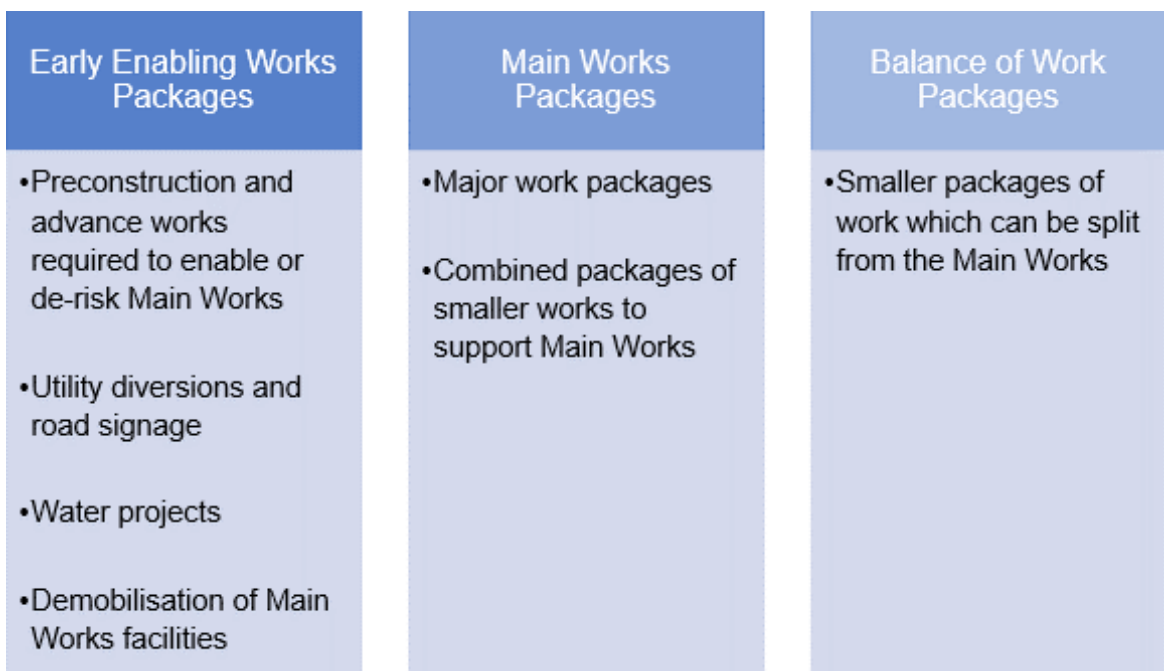 Early Enabling Works
Packages
•Preconstruction and
advance works
required to enable or
de-risk Main Works
•Utility diversions and
road signage
•Water projects
•Demobilisation of Main
Works facilities
Main Works
Packages
•Major work packages
•Combined packages of
smaller works to
support Main Works
Balance of Work
Packages
•Smaller packages of
work which can be split
from the Main Works